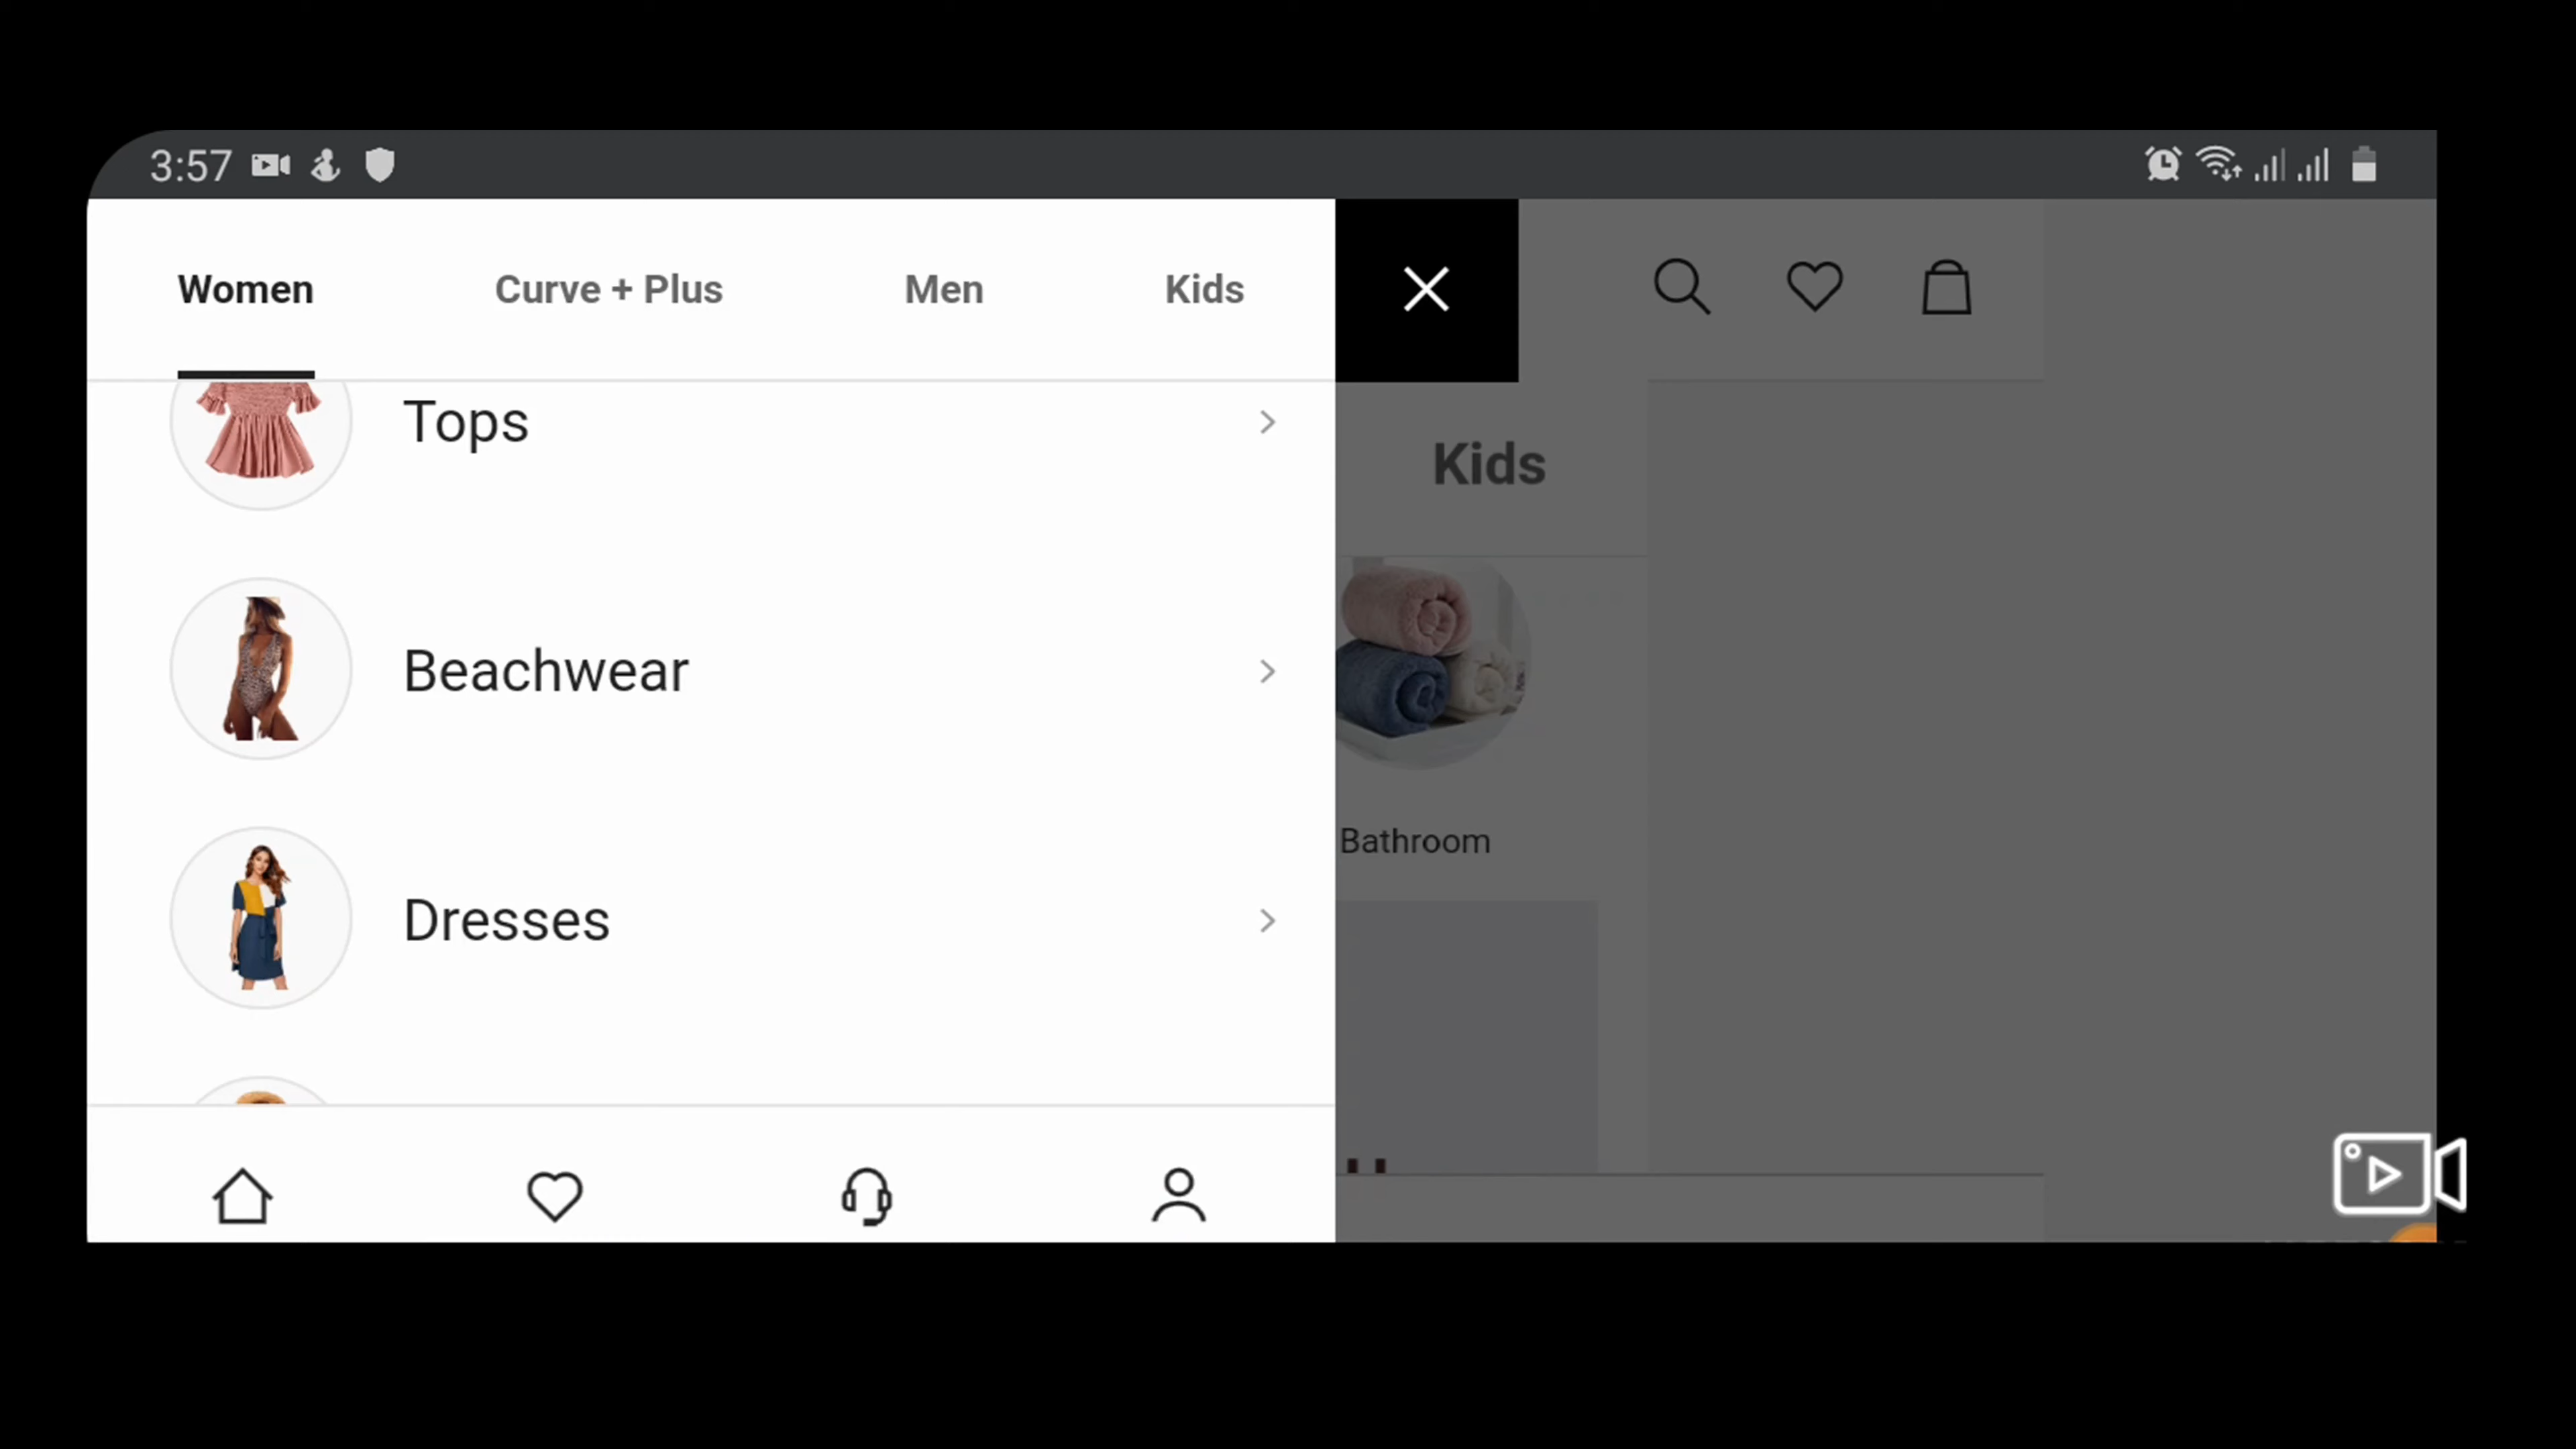 3:57
Women Curve + Plus Men Kids
Tops
Kids
Beachwear
Bathroom
Dresses